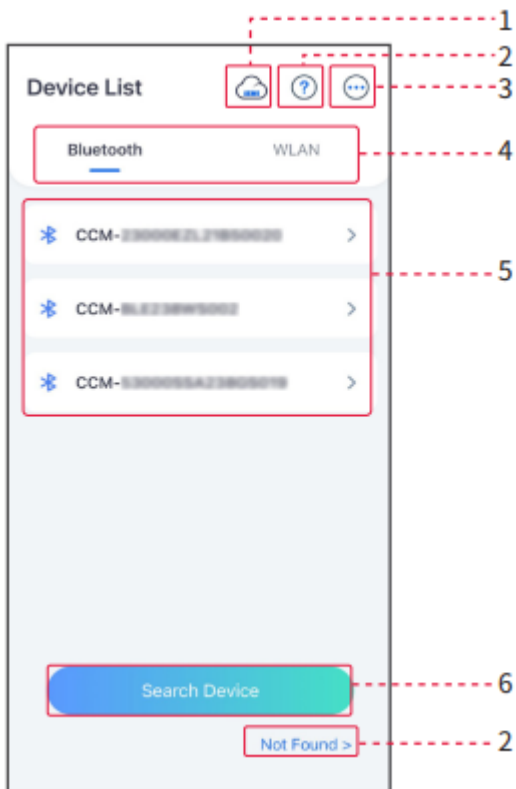 1
2
Device List
3
Bluetooth WLAN
4
CCM-
5
CCM-
CCM-
Search Device
6
Not Found >
2